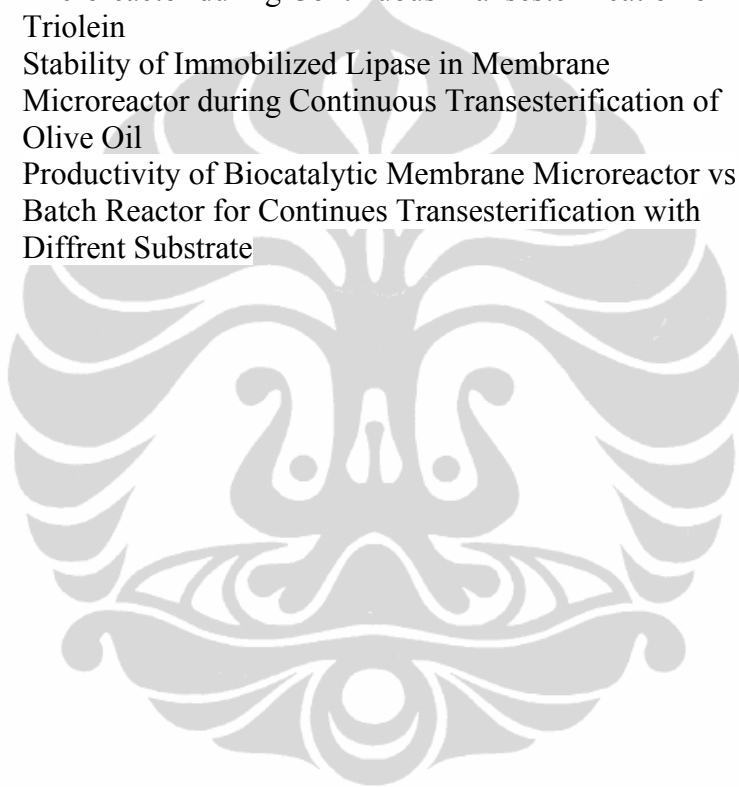 Triolein
Stability of Immobilized Lipase in Membrane
Microreactor during Continuous Transesterification of
Olive Oil
Productivity of Biocatalytic Membrane Microreactor vs
Batch Reactor for Continues Transesterification with
Diffrent Substrate